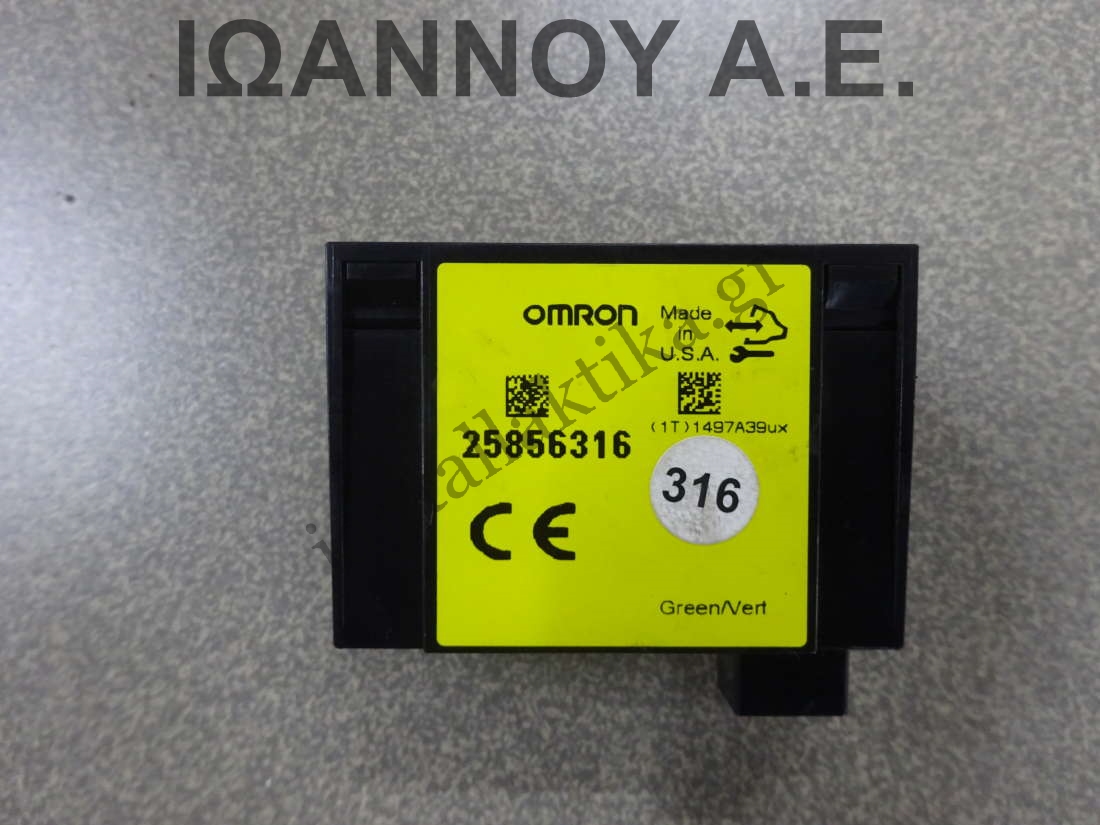 ΙΩΑΝΝΟΥ Α.Ε.
omron
Made
in
U.S.A.
25856316
(1T)1497A39ux
316
CE
Green/Vert